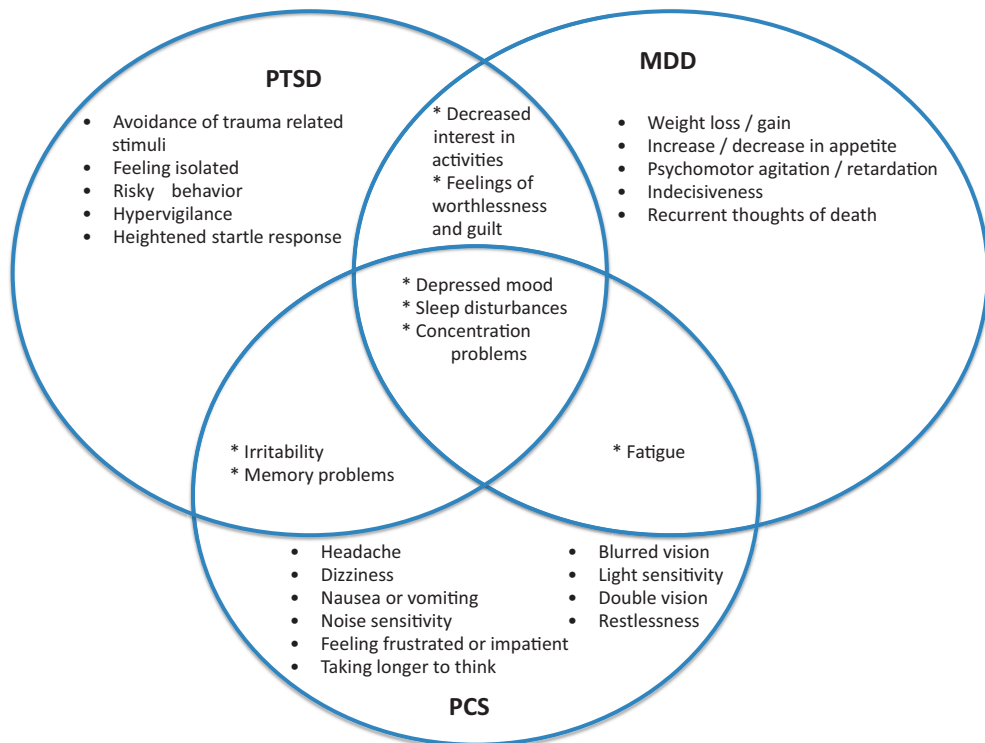 PTSD
• Avoidance of trauma related
stimuli
• Feeling isolated
• Risky behavior
• Hypervigilance
• Heightened startle response
* Decreased
interest in
activities
* Feelings of
worthlessness
and guilt
MDD
• Weight loss / gain
• Increase / decrease in appetite
• Psychomotor agitation / retardation
• Indecisiveness
• Recurrent thoughts of death
* Depressed mood
* Sleep disturbances
* Concentration
problems
* Irritability
* Memory problems
* Fatigue
• Headache
• Dizziness
• Nausea or vomiting
• Noise sensitivity
• Feeling frustrated or impatient
• Taking longer to think
• Blurred vision
• Light sensitivity
• Double vision
• Restlessness
PCS